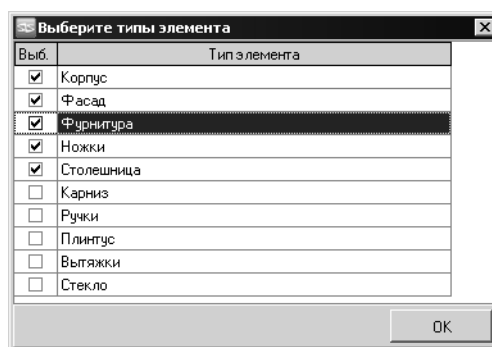 Выберите типы элемента
Выб. Тип элемента
Корпус
Фасад
Фурнитура
Ножки
Столешница
Карниз
Ручки
Плинтус
Вытяжки
Стекло
OK